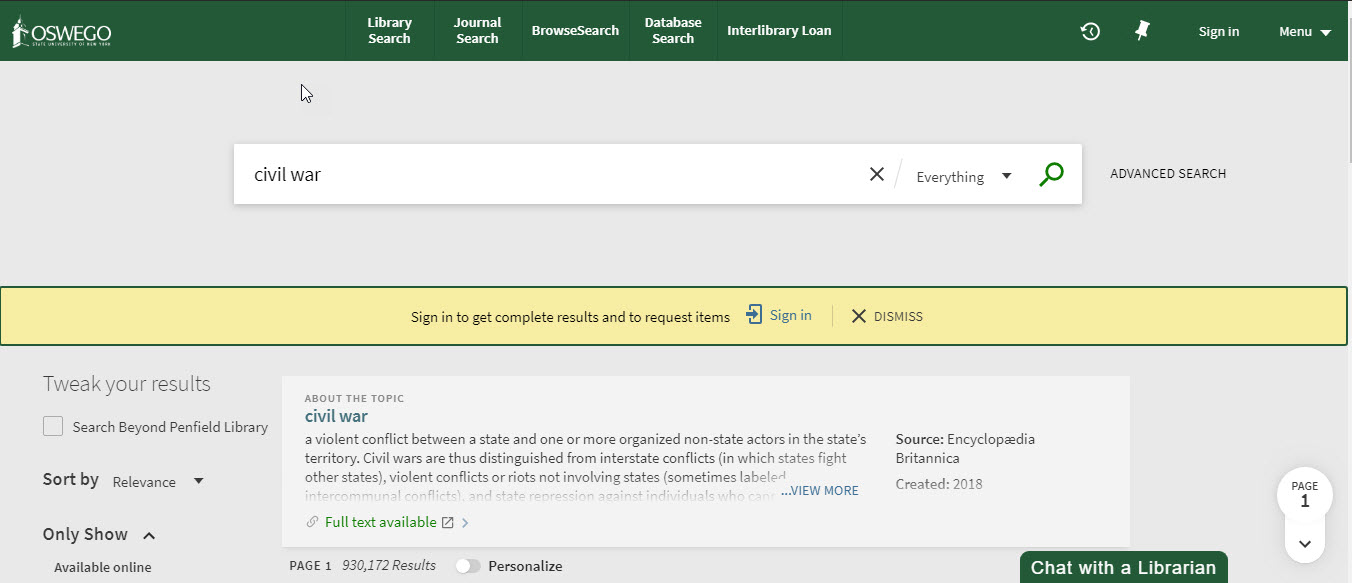 OSWEGO
STATE UNIVERSITY OF NEW YORK
Library Search
Journal Search
BrowseSearch
Database Search
Interlibrary Loan
Sign in
Menu
civil war
Everything
ADVANCED SEARCH
Sign in to get complete results and to request items
Sign in
DISMISS
Tweak your results
Search Beyond Penfield Library
Sort by Relevance
Only Show
Available online
ABOUT THE TOPIC
civil war
a violent conflict between a state and one or more organized non-state actors in the state's
territory. Civil wars are thus distinguished from interstate conflicts (in which states fight
other states), violent conflicts or riots not involving states (sometimes labeled
intercommunal conflicts), and state repression against individuals who
...VIEW MORE
Full text available
Source: Encyclopædia
Britannica
Created: 2018
PAGE 1 930,172 Results Personalize
PAGE
1
Chat with a Librarian